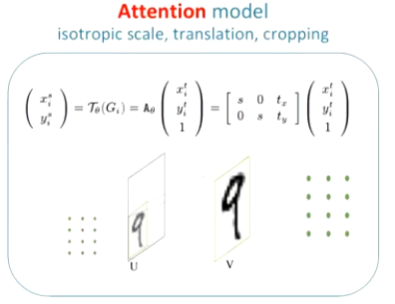 Attention model
isotropic scale, translation, cropping
$\begin{pmatrix} x_i^s \\ y_i^s \end{pmatrix} = \mathcal{T}_\theta(G_i) = \mathtt{A}_\theta \begin{pmatrix} x_i^t \\ y_i^t \\ 1 \end{pmatrix} = \begin{bmatrix} s & 0 & t_x \\ 0 & s & t_y \end{bmatrix} \begin{pmatrix} x_i^t \\ y_i^t \\ 1 \end{pmatrix}$
9 9
U V